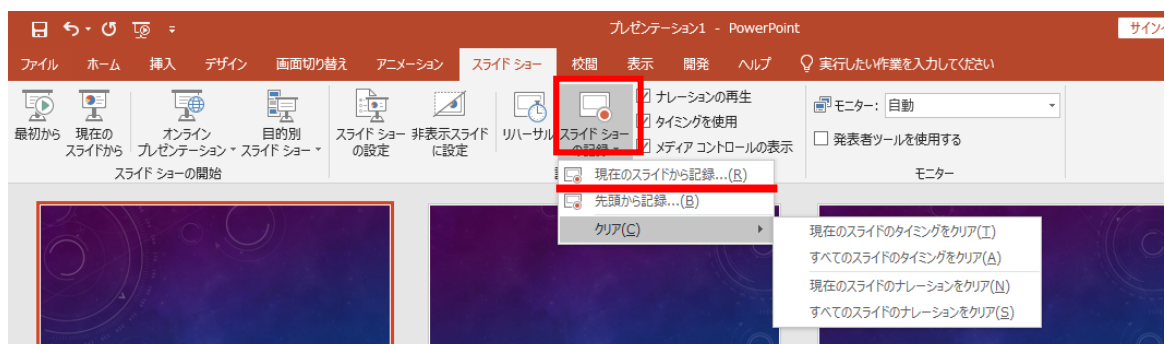 プレゼンテーション1 - PowerPoint
サインイ
ファイル ホーム 挿入 デザイン 画面切り替え アニメーション スライド ショー 校閲 表示 開発 ヘルプ 実行したい作業を入力してください
最初から
現在の
スライドから
オンライン
プレゼンテーション
目的別
スライド ショー
スライド ショーの開始
スライド ショー
の設定
非表示スライド
に設定
リハーサル
スライド ショー
の記録
ナレーションの再生
タイミングを使用
メディア コントロールの表示
モニター: 自動
発表者ツールを使用する
モニター
現在のスライドから記録...(R)
先頭から記録...(B)
クリア(C)
現在のスライドのタイミングをクリア(T)
すべてのスライドのタイミングをクリア(A)
現在のスライドのナレーションをクリア(N)
すべてのスライドのナレーションをクリア(S)